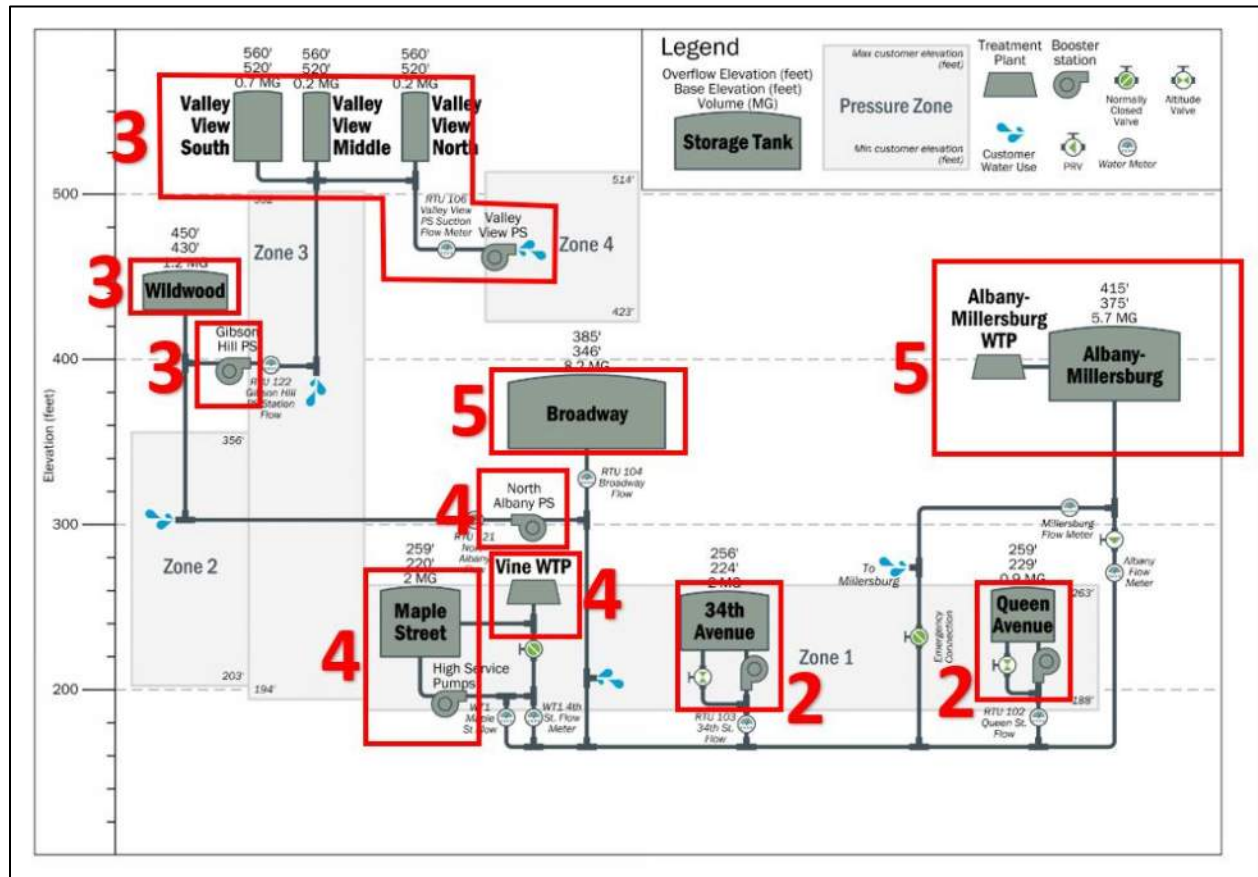 560'
520'
0.7 MG
560'
520'
0.2 MG
560'
520'
0.2 MG
3
Valley
View
South
Valley
View
Middle
Valley
View
North
Legend
Overflow Elevation (feet)
Base Elevation (feet)
Volume (MG)
Storage Tank
Max customer elevation
(feet)
Pressure Zone
Min customer elevation
(feet)
Treatment
Plant
Booster
station
Normally
Closed
Valve
Altitude
Valve
Customer
Water Use
PRV
Water Meter
Elevation (feet)
500
400
300
200
RTU 106
Valley View
PS Suction
Flow Meter
Valley
View PS
514'
Zone 4
423'
Zone 3
450'
430'
1.2 MG
3
Wildwood
3
Gibson
Hill PS
RTU 122
Gibson Hill
PS Station
Flow
356'
Zone 2
203'
194'
385'
346'
8.2 MG
5
Broadway
RTU 104
Broadway
Flow
4
North
Albany PS
415'
375'
5.7 MG
5
Albany-
Millersburg
WTP
Albany-
Millersburg
Millersburg
Flow Meter
Albany
Flow
Meter
To
Millersburg
Emergency
Connection
259'
220'
2 MG
4
Maple
Street
Vine WTP
4
High Service
Pumps
WT1
Maple
St Flow
WT1 4th
St. Flow
Meter
256'
224'
2 MG
34th
Avenue
2
RTU 103
34th St.
Flow
Zone 1
259'
229'
0.9 MG
Queen
Avenue
2
263'
188'
RTU 102
Queen St.
Flow